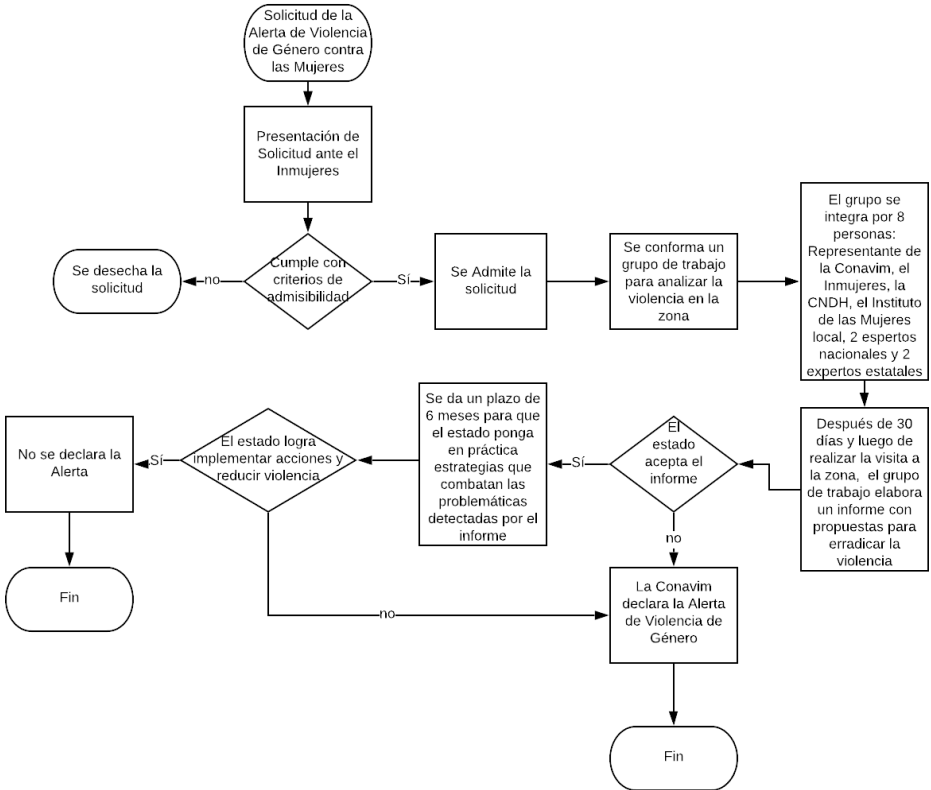 Solicitud de la
Alerta de Violencia
de Género contra
las Mujeres
Presentación de
Solicitud ante el
Inmujeres
Cumple con
criterios de
admisibilidad
no
Se desecha la
solicitud
Sí
Se Admite la
solicitud
Se conforma un
grupo de trabajo
para analizar la
violencia en la
zona
El grupo se
integra por 8
personas:
Representante de
la Conavim, el
Inmujeres, la
CNDH, el Instituto
de las Mujeres
local, 2 espertos
nacionales y 2
expertos estatales
Después de 30
días y luego de
realizar la visita a
la zona, el grupo
de trabajo elabora
un informe con
propuestas para
erradicar la
violencia
El
estado
acepta el
informe
Sí
Se da un plazo de
6 meses para que
el estado ponga
en práctica
estrategias que
combatan las
problemáticas
detectadas por el
informe
El estado logra
implementar acciones y
reducir violencia
Sí
No se declara la
Alerta
Fin
no
no
La Conavim
declara la Alerta
de Violencia de
Género
Fin